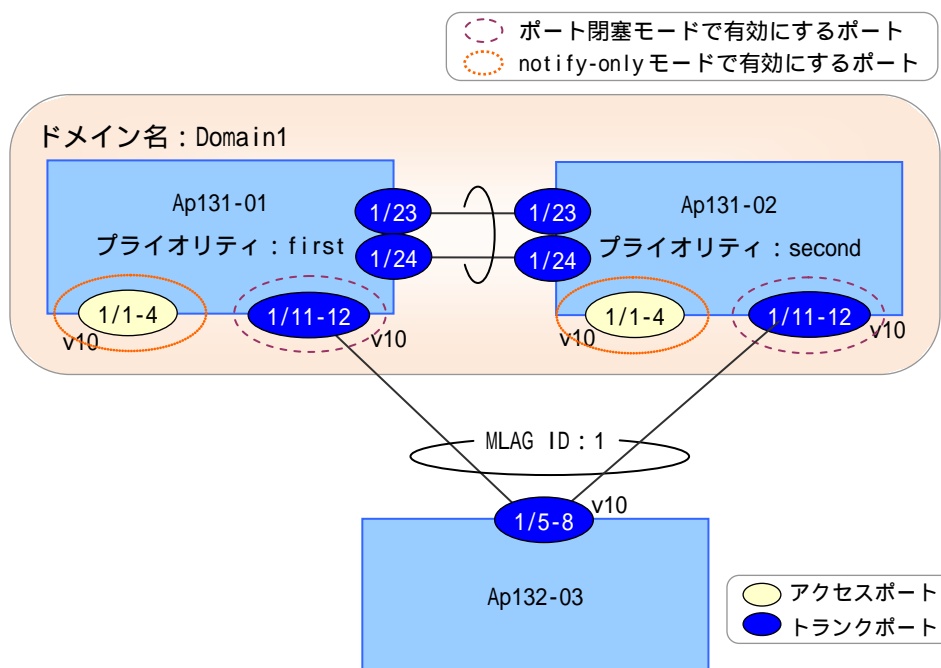 ポート閉塞モードで有効にするポート
notify-onlyモードで有効にするポート
ドメイン名：Domain1
Ap131-01
プライオリティ：first
1/23
1/24
1/23
1/24
Ap131-02
プライオリティ：second
1/1-4
v10
1/11-12
v10
1/1-4
v10
1/11-12
v10
MLAG ID：1
1/5-8
v10
Ap132-03
アクセスポート
トランクポート